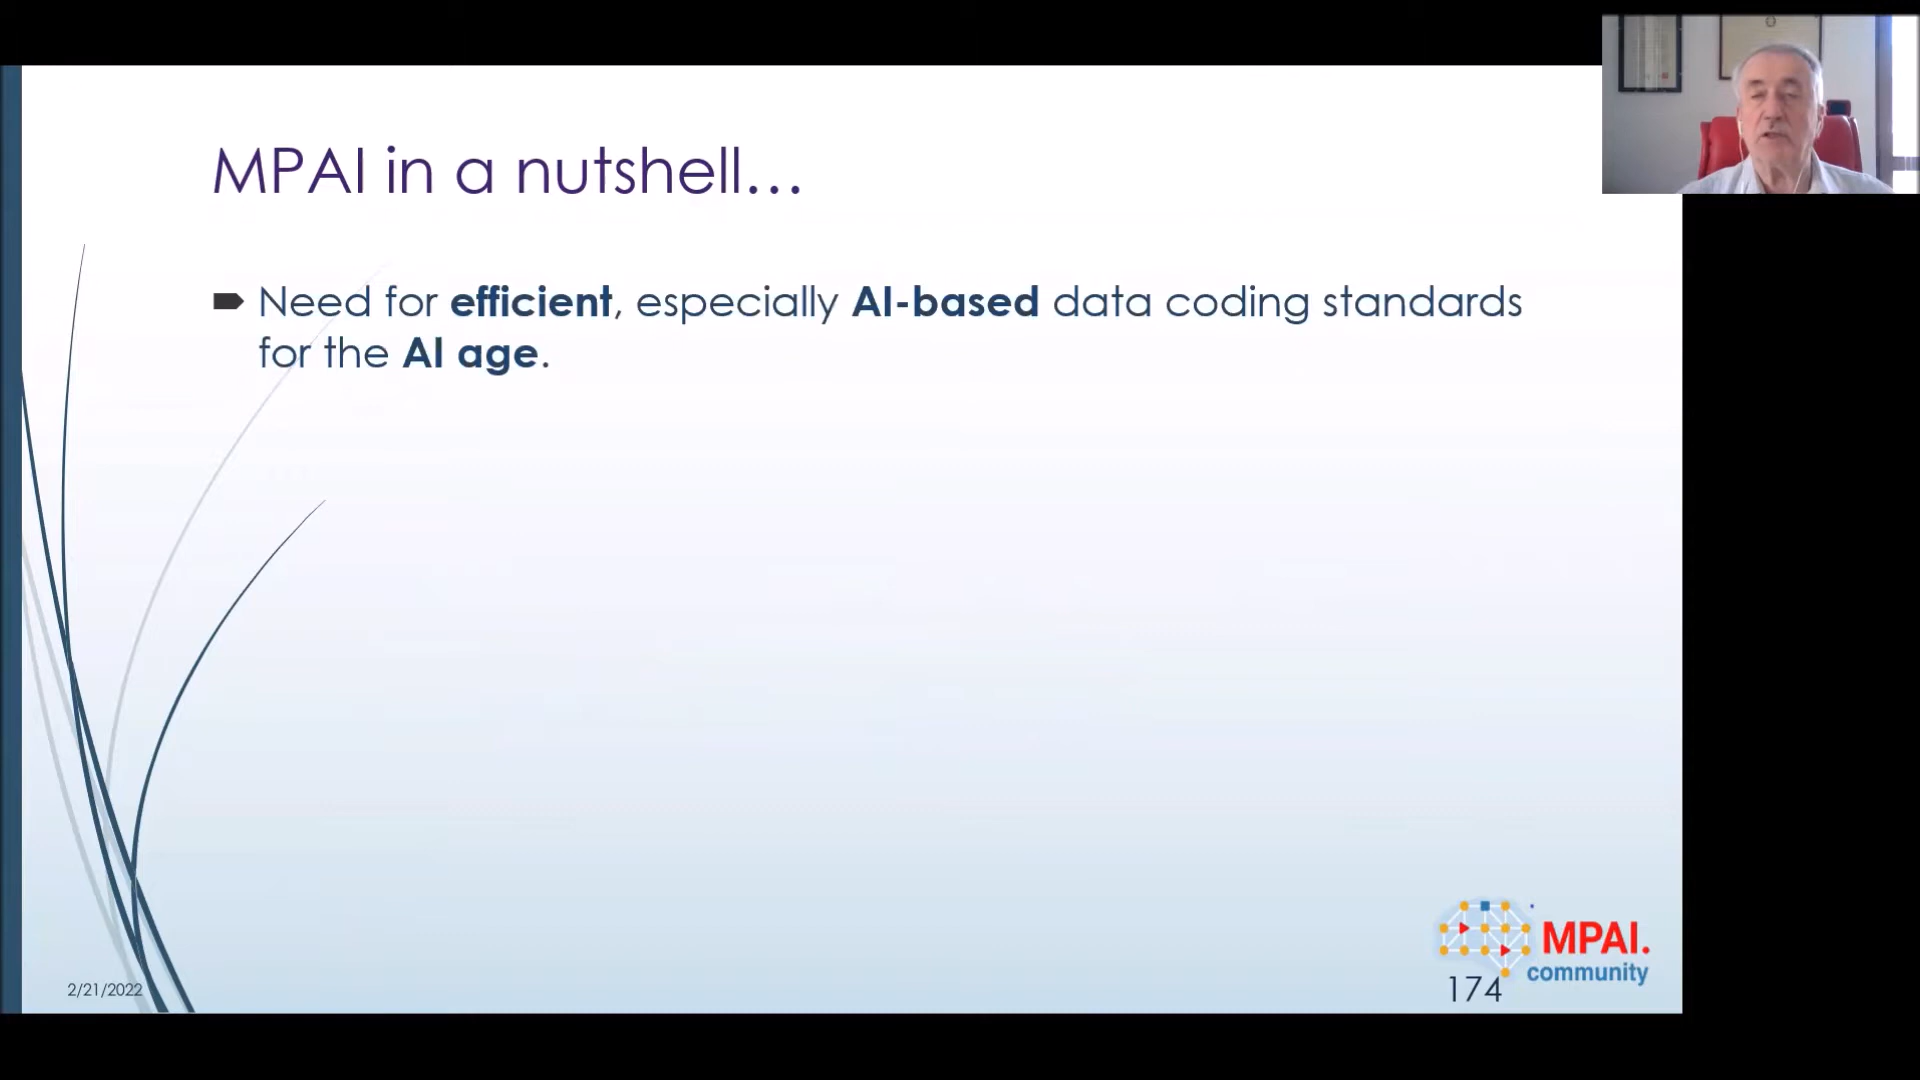 MPAI in a nutshell...
Need for efficient, especially AI-based data coding standards
for the AI age.
MPAI.
community
2/21/2022
174